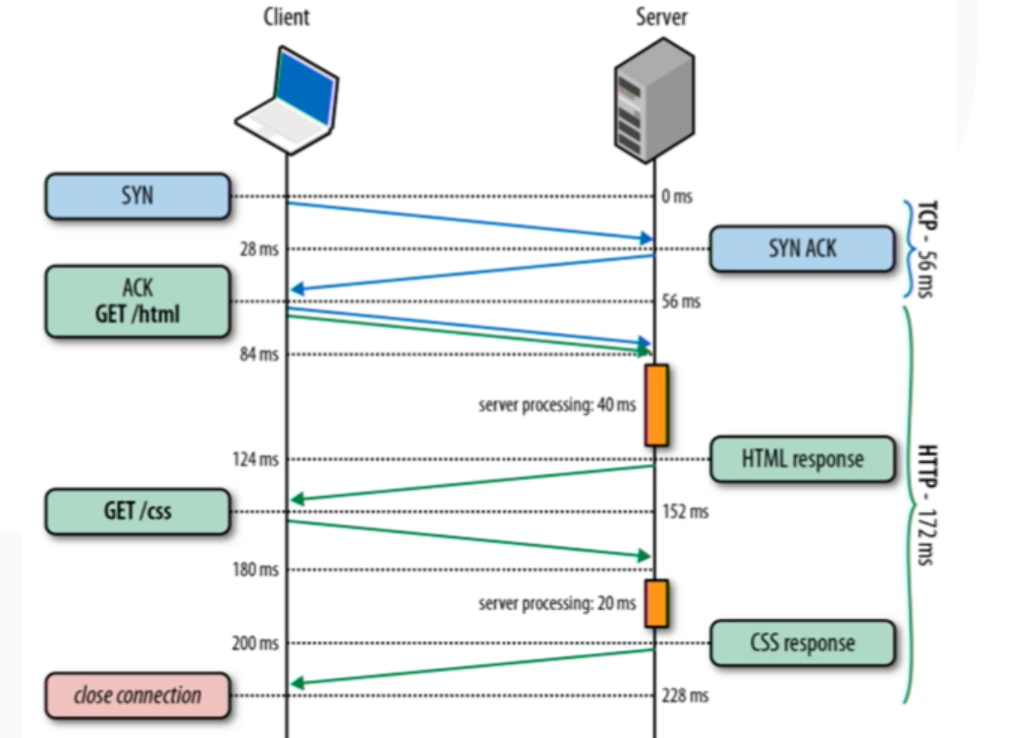 Client
Server
SYN
0 ms
28 ms
SYN ACK
TCP - 56 ms
ACK
GET /html
56 ms
84 ms
server processing: 40 ms
124 ms
HTML response
HTTP - 172 ms
GET /css
152 ms
180 ms
server processing: 20 ms
200 ms
CSS response
close connection
228 ms